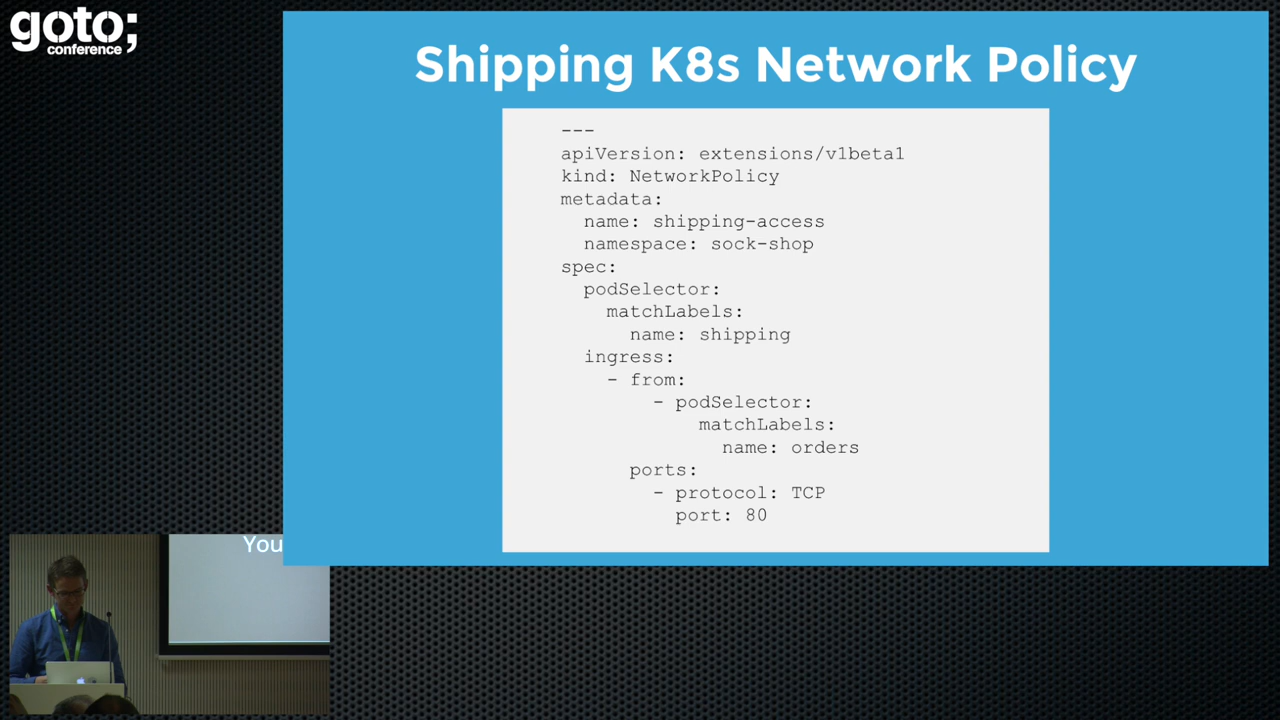 goto;
conference
Shipping K8s Network Policy
---
apiVersion: extensions/v1beta1
kind: NetworkPolicy
metadata:
  name: shipping-access
  namespace: sock-shop
spec:
  podSelector:
    matchLabels:
      name: shipping
  ingress:
    - from:
        - podSelector:
            matchLabels:
              name: orders
      ports:
        - protocol: TCP
          port: 80
You